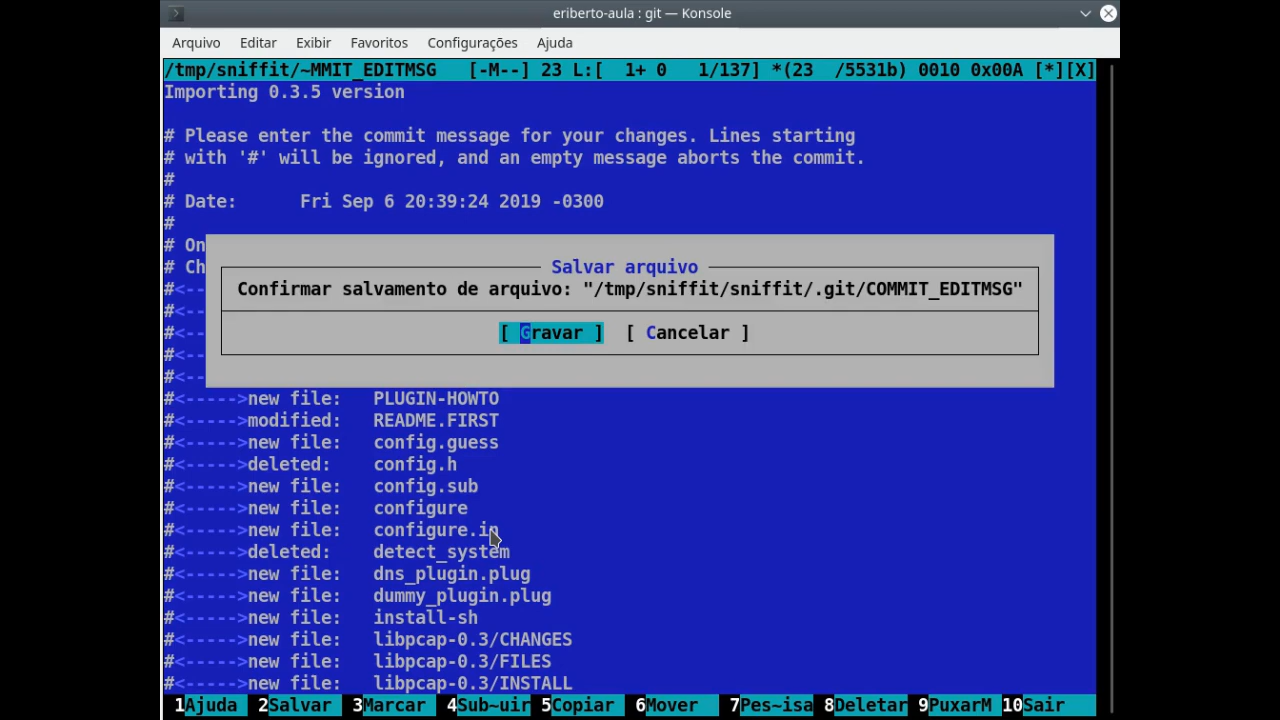 eriberto-aula : git — Konsole
Arquivo Editar Exibir Favoritos Configurações Ajuda
/tmp/sniffit/~MMIT_EDITMSG [-M--] 23 L:[ 1+ 0 1/137] *(23 /5531b) 0010 0x00A [*][X]
Importing 0.3.5 version
# Please enter the commit message for your changes. Lines starting
# with '#' will be ignored, and an empty message aborts the commit.
#
# Date: Fri Sep 6 20:39:24 2019 -0300
#
# On
# Ch
Salvar arquivo
#<--
Confirmar salvamento de arquivo: "/tmp/sniffit/sniffit/.git/COMMIT_EDITMSG"
#<--
#<--
[ Gravar ] [ Cancelar ]
#<--
#<--
#<----->new file: PLUGIN-HOWTO
#<----->modified: README.FIRST
#<----->new file: config.guess
#<----->deleted: config.h
#<----->new file: config.sub
#<----->new file: configure
#<----->new file: configure.in
#<----->deleted: detect_system
#<----->new file: dns_plugin.plug
#<----->new file: dummy_plugin.plug
#<----->new file: install-sh
#<----->new file: libpcap-0.3/CHANGES
#<----->new file: libpcap-0.3/FILES
#<----->new file: libpcap-0.3/INSTALL
1Ajuda 2Salvar 3Marcar 4Sub~uir 5Copiar 6Mover 7Pes~isa 8Deletar 9PuxarM 10Sair